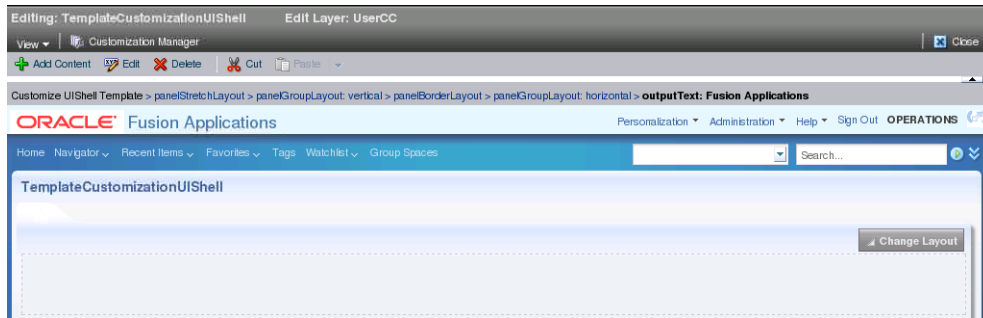 Editing: TemplateCustomizationUIShell Edit Layer: UserCC
View Customization Manager Close
Add Content Edit Delete Cut Paste
Customize UIShell Template > panelStretchLayout > panelGroupLayout: vertical > panelBorderLayout > panelGroupLayout: horizontal > outputText: Fusion Applications
ORACLE Fusion Applications Personalization Administration Help Sign Out OPERATIONS
Home Navigator Recent Items Favorites Tags Watchlist Group Spaces Search...
TemplateCustomizationUIShell
Change Layout